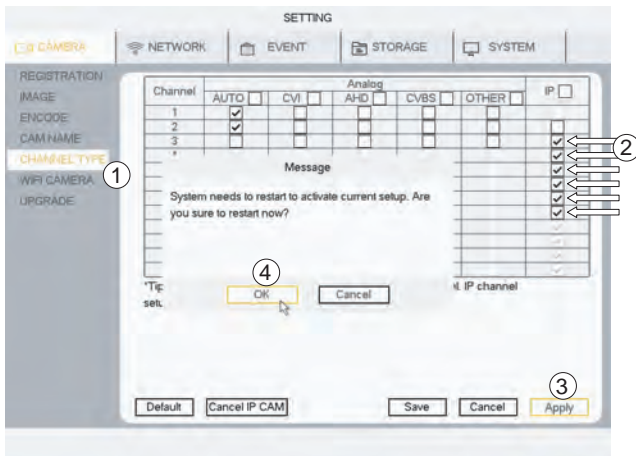 SETTING
CAMERA NETWORK EVENT STORAGE SYSTEM
REGISTRATION
IMAGE
ENCODE
CAM NAME
CHANNEL TYPE
WIFI CAMERA
UPGRADE
1
Channel Analog IP
AUTO CVI AHD CVBS OTHER
1
2
3
2
Message
System needs to restart to activate current setup. Are
you sure to restart now?
4
OK Cancel
IP channel
3
Default Cancel IP CAM Save Cancel Apply